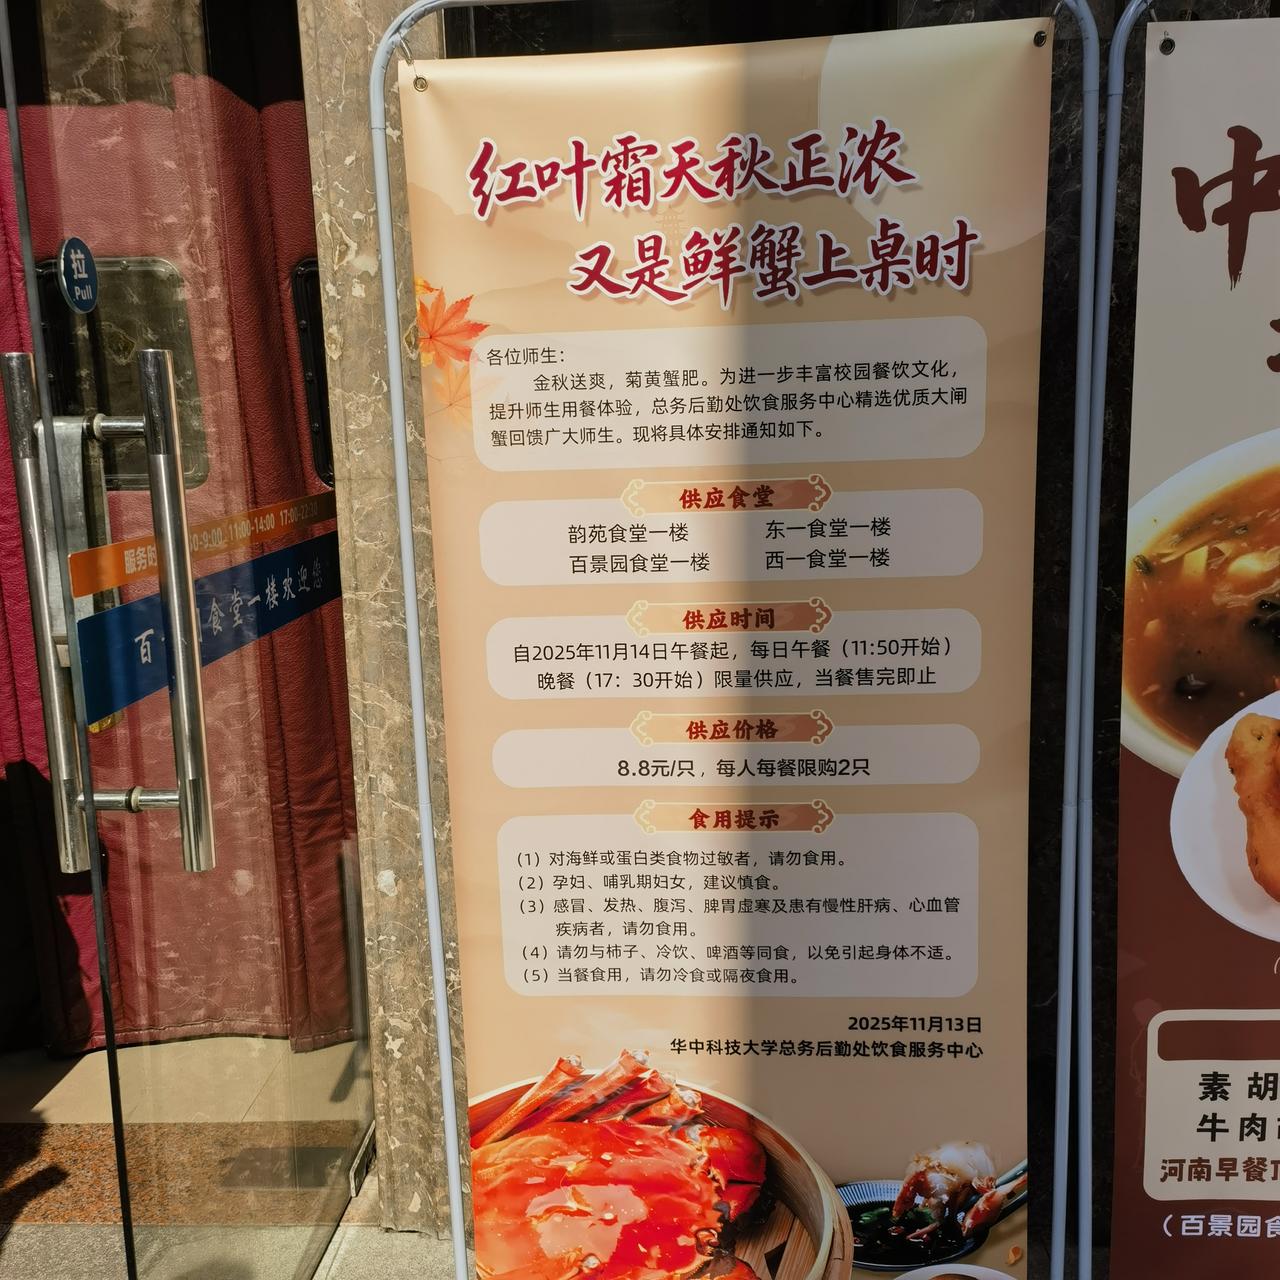 红叶霜天秋正浓
又是鲜蟹上桌时
各位师生：
金秋送爽，菊黄蟹肥。为进一步丰富校园餐饮文化，
提升师生用餐体验，总务后勤处饮食服务中心精选优质大闸
蟹回馈广大师生。现将具体安排通知如下。
供应食堂
韵苑食堂一楼 东一食堂一楼
百景园食堂一楼 西一食堂一楼
供应时间
自2025年11月14日午餐起，每日午餐（11:50开始）
晚餐（17：30开始）限量供应，当餐售完即止
供应价格
8.8元/只，每人每餐限购2只
食用提示
（1）对海鲜或蛋白类食物过敏者，请勿食用。
（2）孕妇、哺乳期妇女，建议慎食。
（3）感冒、发热、腹泻、脾胃虚寒及患有慢性肝病、心血管
疾病者，请勿食用。
（4）请勿与柿子、冷饮、啤酒等同食，以免引起身体不适。
（5）当餐食用，请勿冷食或隔夜食用。
2025年11月13日
华中科技大学总务后勤处饮食服务中心
拉
Pull
服务时 0-9:00 11:00-14:00 17:00-22:30
百 食堂一楼欢迎您
中
素 胡
牛肉
河南早餐
（百景园食